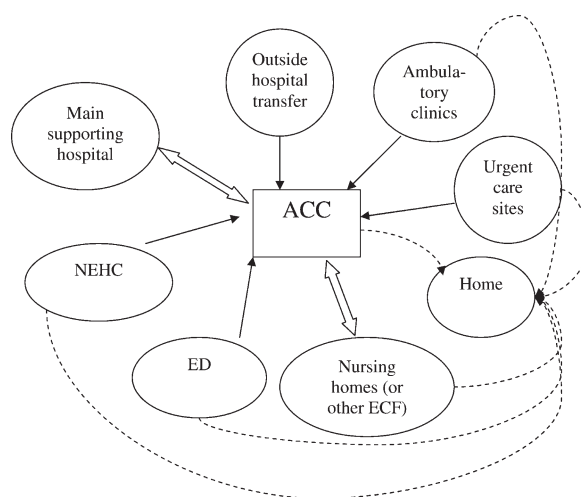 Outside
hospital
transfer
Ambula-
tory
clinics
Main
supporting
hospital
Urgent
care
sites
ACC
NEHC
Home
ED
Nursing
homes (or
other ECF)